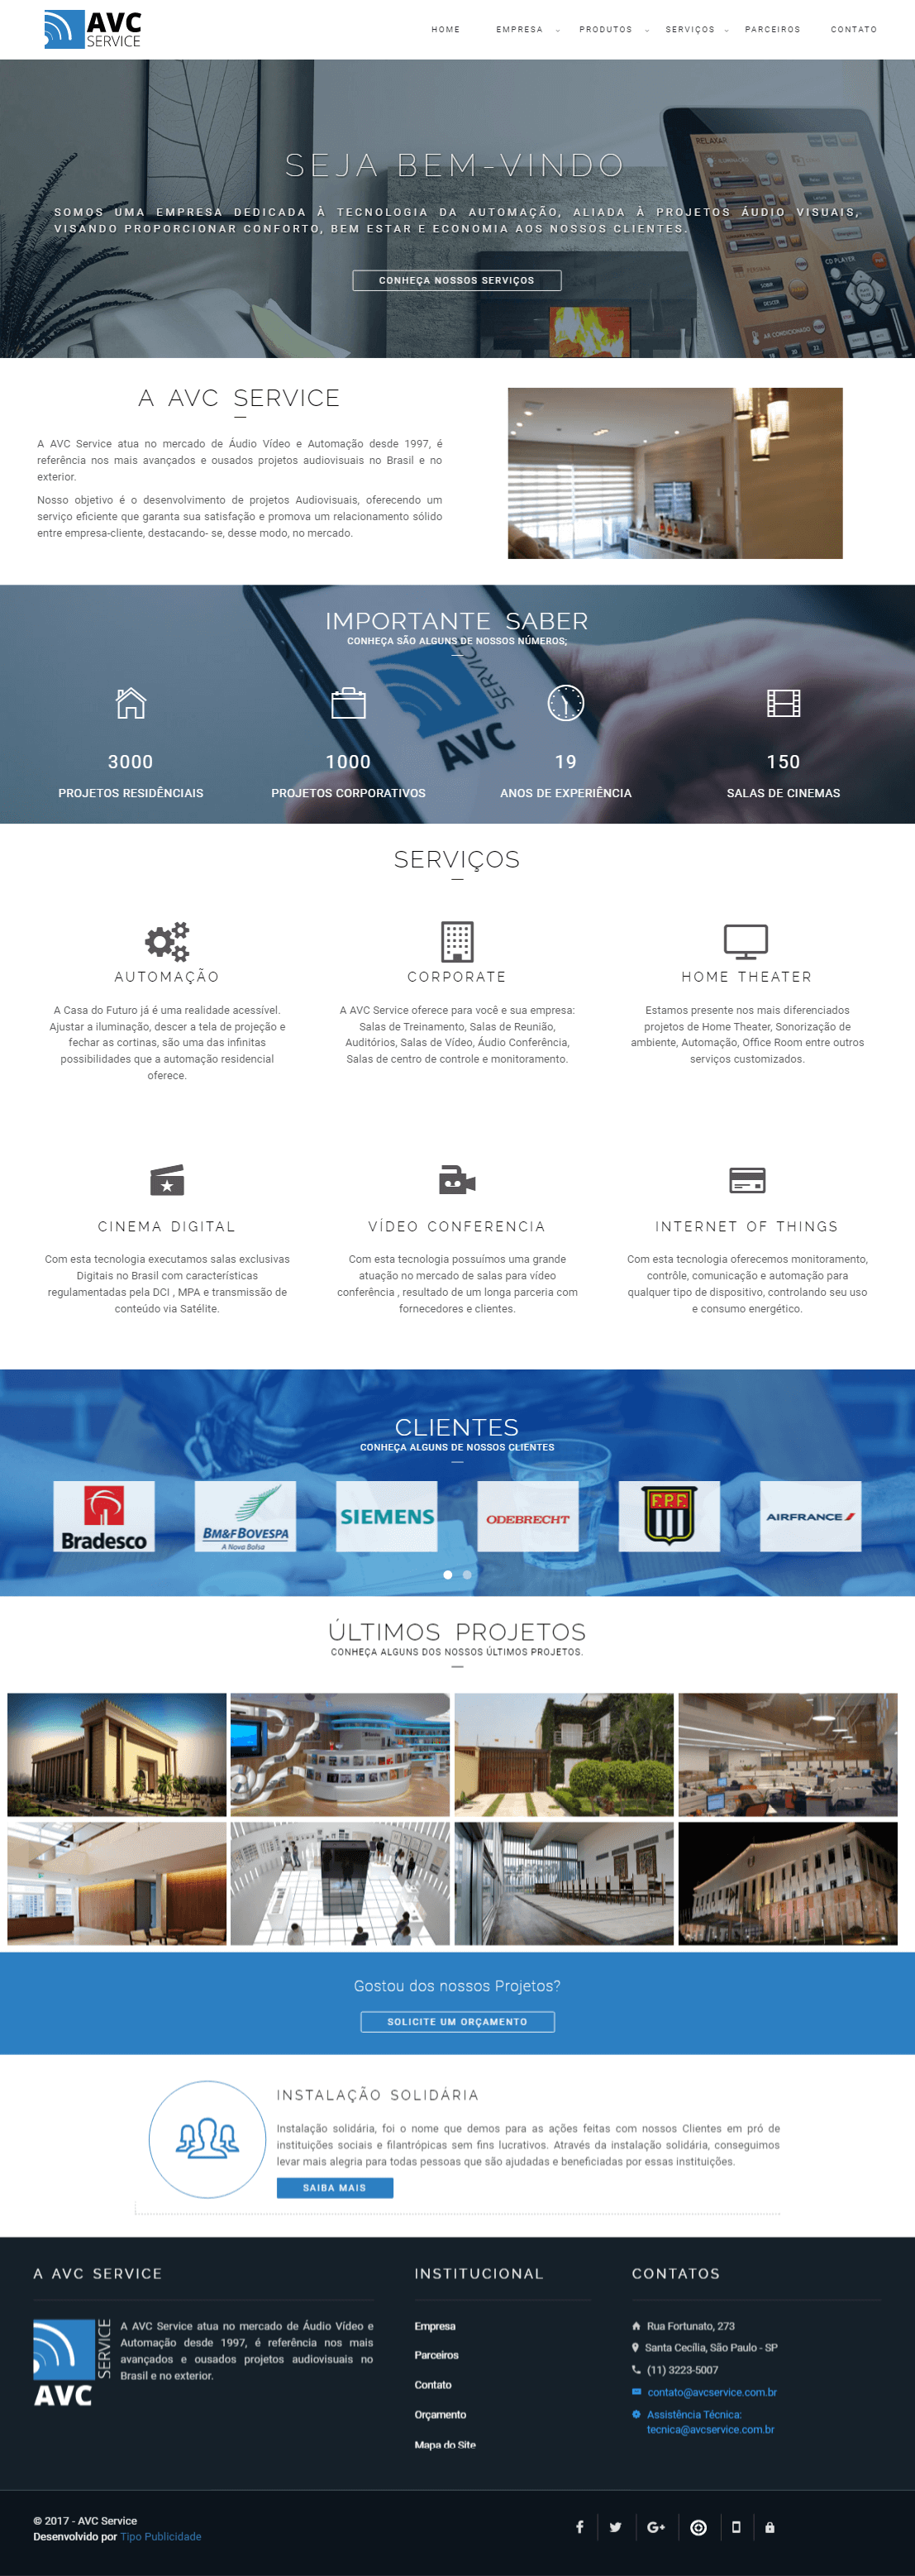 AVC
SERVICE
HOME EMPRESA PRODUTOS SERVIÇOS PARCEIROS CONTATO
SEJA BEM-VINDO
SOMOS UMA EMPRESA DEDICADA À TECNOLOGIA DA AUTOMAÇÃO, ALIADA À PROJETOS ÁUDIO VISUAIS,
VISANDO PROPORCIONAR CONFORTO, BEM ESTAR E ECONOMIA AOS NOSSOS CLIENTES.
CONHEÇA NOSSOS SERVIÇOS
RELAXAR
CD PLAYER
AR CONDICIONADO
A AVC SERVICE
A AVC Service atua no mercado de Áudio Vídeo e Automação desde 1997, é
referência nos mais avançados e ousados projetos audiovisuais no Brasil e no
exterior.
Nosso objetivo é o desenvolvimento de projetos Audiovisuais, oferecendo um
serviço eficiente que garanta sua satisfação e promova um relacionamento sólido
entre empresa-cliente, destacando- se, desse modo, no mercado.
IMPORTANTE SABER
CONHEÇA SÃO ALGUNS DE NOSSOS NÚMEROS;
AVC SERVICE
3000 1000 19 150
PROJETOS RESIDÊNCIAIS PROJETOS CORPORATIVOS ANOS DE EXPERIÊNCIA SALAS DE CINEMAS
SERVIÇOS
AUTOMAÇÃO
A Casa do Futuro já é uma realidade acessível.
Ajustar a iluminação, descer a tela de projeção e
fechar as cortinas, são uma das infinitas
possibilidades que a automação residencial
oferece.
CORPORATE
A AVC Service oferece para você e sua empresa:
Salas de Treinamento, Salas de Reunião,
Auditórios, Salas de Vídeo, Áudio Conferência,
Salas de centro de controle e monitoramento.
HOME THEATER
Estamos presente nos mais diferenciados
projetos de Home Theater, Sonorização de
ambiente, Automação, Office Room entre outros
serviços customizados.
CINEMA DIGITAL
Com esta tecnologia executamos salas exclusivas
Digitais no Brasil com características
regulamentadas pela DCI , MPA e transmissão de
conteúdo via Satélite.
VÍDEO CONFERENCIA
Com esta tecnologia possuímos uma grande
atuação no mercado de salas para vídeo
conferência , resultado de um longa parceria com
fornecedores e clientes.
INTERNET OF THINGS
Com esta tecnologia oferecemos monitoramento,
contrôle, comunicação e automação para
qualquer tipo de dispositivo, controlando seu uso
e consumo energético.
CLIENTES
CONHEÇA ALGUNS DE NOSSOS CLIENTES
Bradesco
BM&FBOVESPA
A Nova Bolsa
SIEMENS
ODEBRECHT
F.P.F
AIRFRANCE
ÚLTIMOS PROJETOS
CONHEÇA ALGUNS DOS NOSSOS ÚLTIMOS PROJETOS.
Gostou dos nossos Projetos?
SOLICITE UM ORÇAMENTO
INSTALAÇÃO SOLIDÁRIA
Instalação solidária, foi o nome que demos para as ações feitas com nossos Clientes em pró de
instituições sociais e filantrópicas sem fins lucrativos. Através da instalação solidária, conseguimos
levar mais alegria para todas pessoas que são ajudadas e beneficiadas por essas instituições.
SAIBA MAIS
A AVC SERVICE
AVC SERVICE
A AVC Service atua no mercado de Áudio Vídeo e
Automação desde 1997, é referência nos mais
avançados e ousados projetos audiovisuais no
Brasil e no exterior.
INSTITUCIONAL
Empresa
Parceiros
Contato
Orçamento
Mapa do Site
CONTATOS
Rua Fortunato, 273
Santa Cecília, São Paulo - SP
(11) 3223-5007
contato@avcservice.com.br
Assistência Técnica:
tecnica@avcservice.com.br
© 2017 - AVC Service
Desenvolvido por Tipo Publicidade